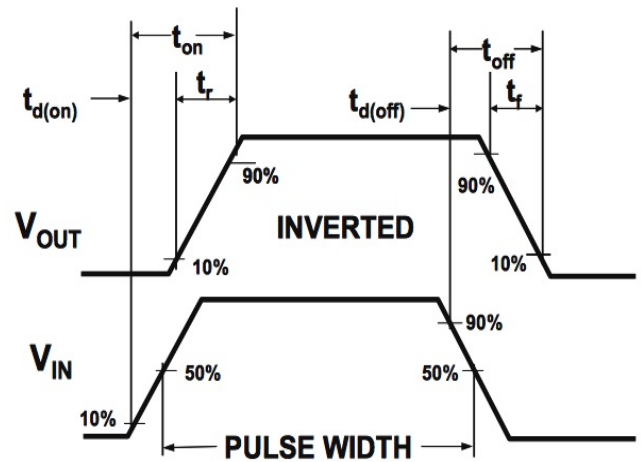 t_on
t_off
t_r
t_f
t_d(on)
t_d(off)
90%
90%
V_OUT
INVERTED
10%
10%
90%
V_IN
50%
50%
10%
PULSE WIDTH